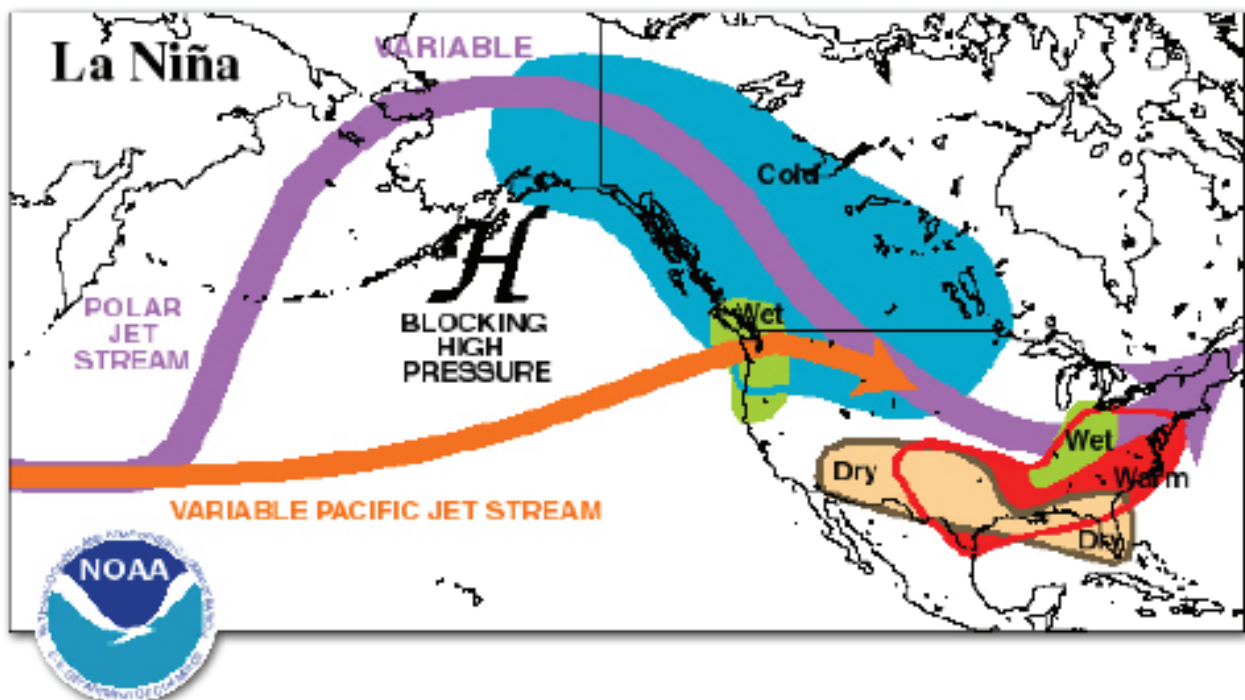 La Niña
VARIABLE
Cold
H
BLOCKING
HIGH
PRESSURE
POLAR
JET
STREAM
Wet
VARIABLE PACIFIC JET STREAM
Dry
Wet
Warm
Dry
NOAA